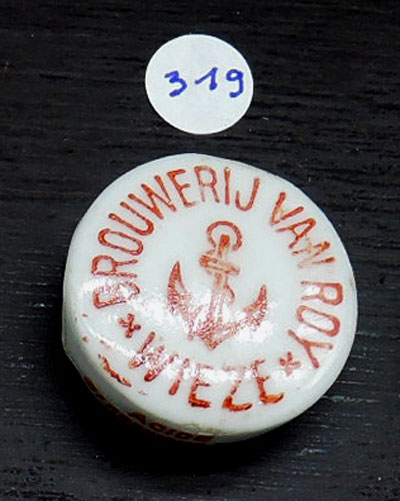 319
BROUWERIJ VAN ROY
* WIEZE *